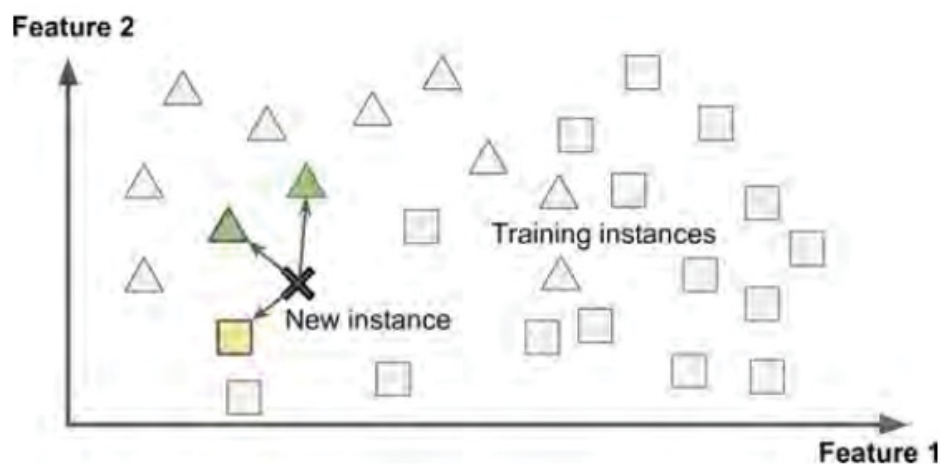 Feature 2
Training instances
New instance
Feature 1